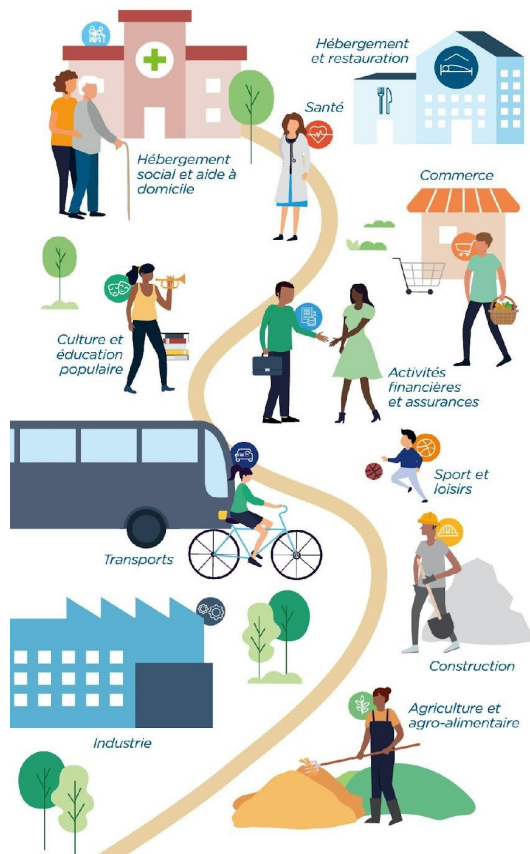 Hébergement
et restauration
Santé
Hébergement
social et aide à
domicile
Commerce
Culture et
éducation
populaire
Activités
financières
et assurances
Sport et
loisirs
Transports
Construction
Agriculture et
agro-alimentaire
Industrie